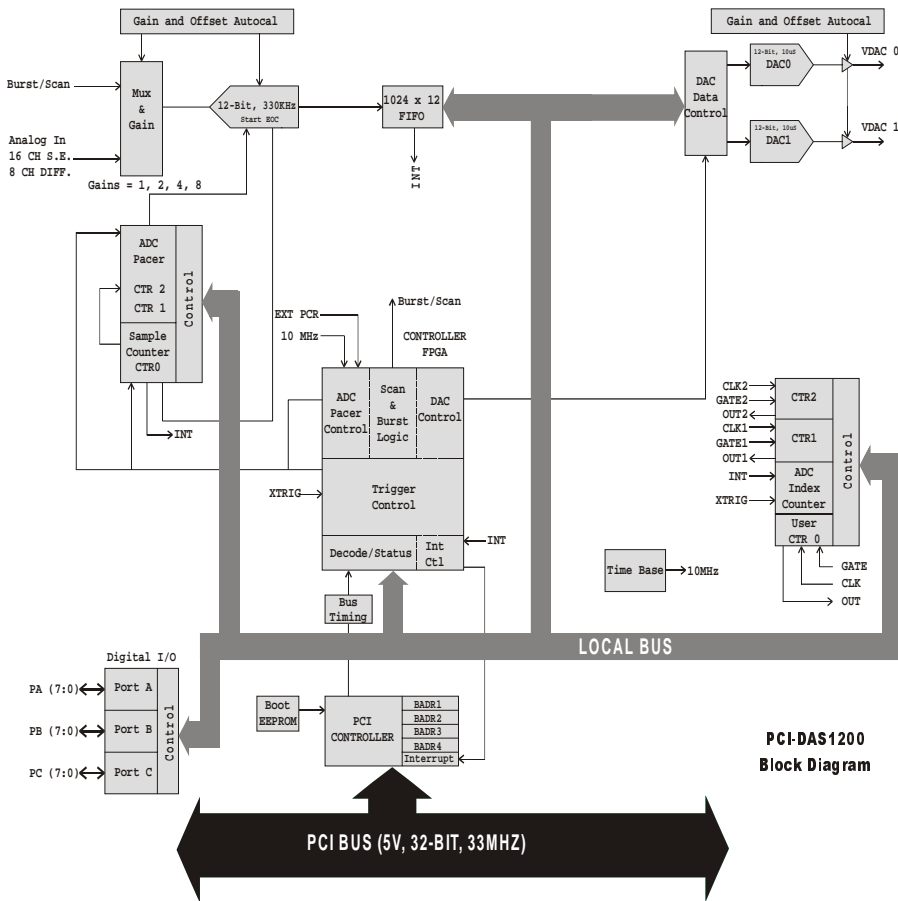 Gain and Offset Autocal
Burst/Scan
Mux
&
Gain
12-Bit, 330KHz
Start EOC
1024 x 12
FIFO
INT
Analog In
16 CH S.E.
8 CH DIFF.
Gains = 1, 2, 4, 8
Gain and Offset Autocal
DAC
Data
Control
12-Bit, 10uS
DAC0
VDAC 0
12-Bit, 10uS
DAC1
VDAC 1
ADC
Pacer
CTR 2
CTR 1
Sample
Counter
CTR0
Control
INT
Burst/Scan
EXT PCR
10 MHz
CONTROLLER
FPGA
ADC
Pacer
Control
Scan
&
Burst
Logic
DAC
Control
XTRIG
Trigger
Control
Decode/Status
Int
Ctl
INT
Bus
Timing
CLK2
GATE2
OUT2
CTR2
CLK1
GATE1
OUT1
CTR1
INT
XTRIG
ADC
Index
Counter
User
CTR 0
Control
GATE
CLK
OUT
Time Base
10MHz
LOCAL BUS
Digital I/O
PA (7:0)
Port A
PB (7:0)
Port B
PC (7:0)
Port C
Control
Boot
EEPROM
PCI
CONTROLLER
BADR1
BADR2
BADR3
BADR4
Interrupt
PCI-DAS1200
Block Diagram
PCI BUS (5V, 32-BIT, 33MHZ)